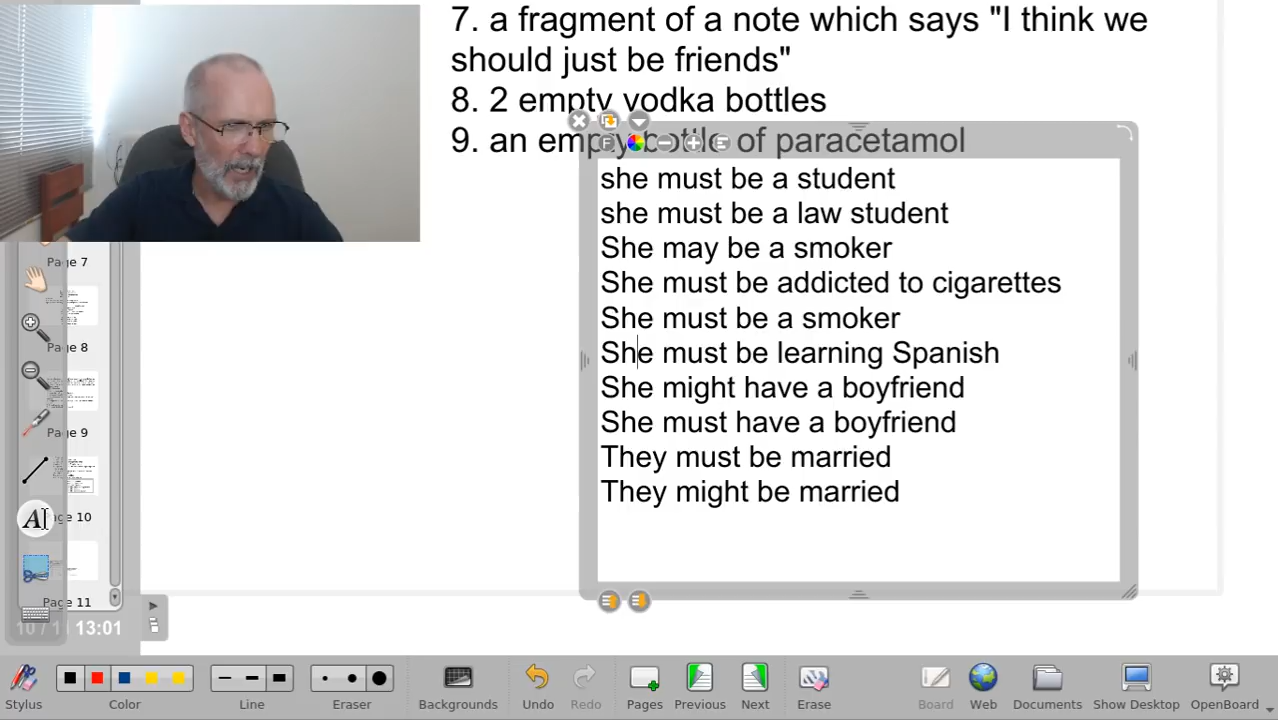 7. a fragment of a note which says "I think we
should just be friends"
8. 2 empty vodka bottles
9. an empty bottle of paracetamol
she must be a student
she must be a law student
She may be a smoker
She must be addicted to cigarettes
She must be a smoker
She must be learning Spanish
She might have a boyfriend
She must have a boyfriend
They must be married
They might be married
Page 7
Page 8
Page 9
Page 10
Page 11
13:01
Stylus
Color
Line
Eraser
Backgrounds
Undo
Redo
Pages
Previous
Next
Erase
Board
Web
Documents
Show Desktop
OpenBoard